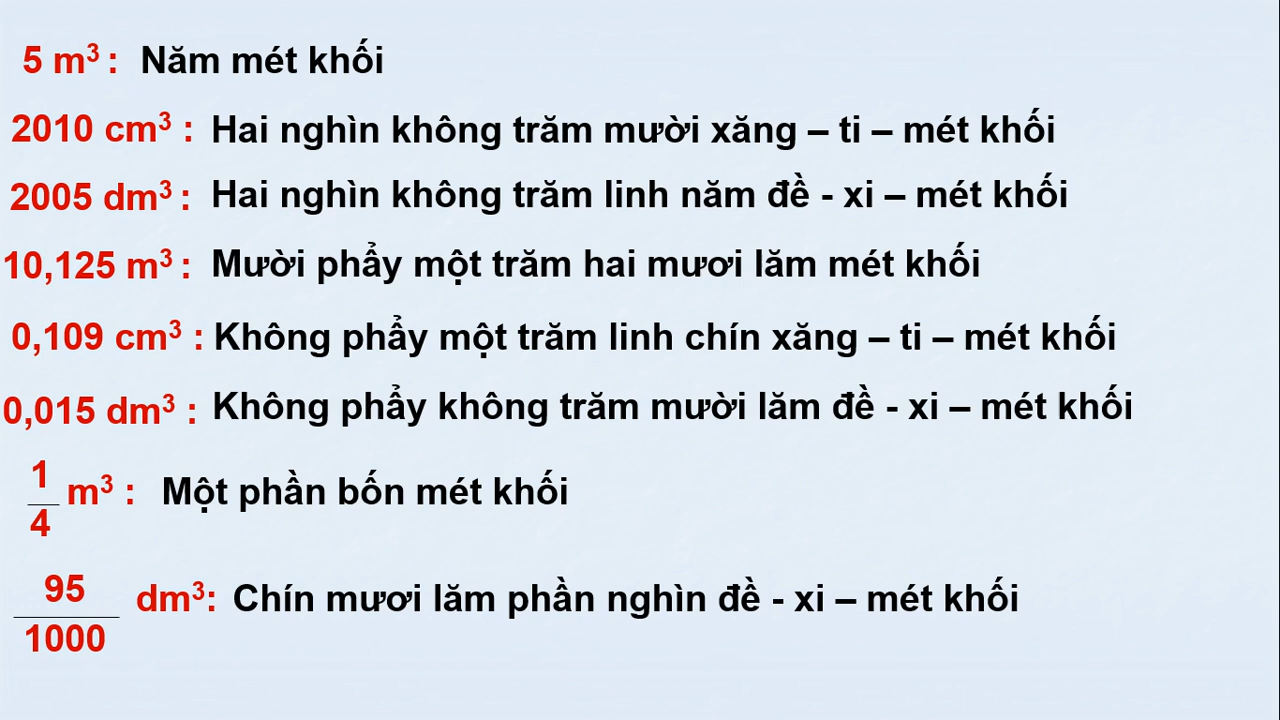 5 m³ : Năm mét khối
2010 cm³ : Hai nghìn không trăm mười xăng – ti – mét khối
2005 dm³ : Hai nghìn không trăm linh năm đề - xi – mét khối
10,125 m³ : Mười phẩy một trăm hai mươi lăm mét khối
0,109 cm³ : Không phẩy một trăm linh chín xăng – ti – mét khối
0,015 dm³ : Không phẩy không trăm mười lăm đề - xi – mét khối
1/4 m³ : Một phần bốn mét khối
95/1000 dm³: Chín mươi lăm phần nghìn đề - xi – mét khối